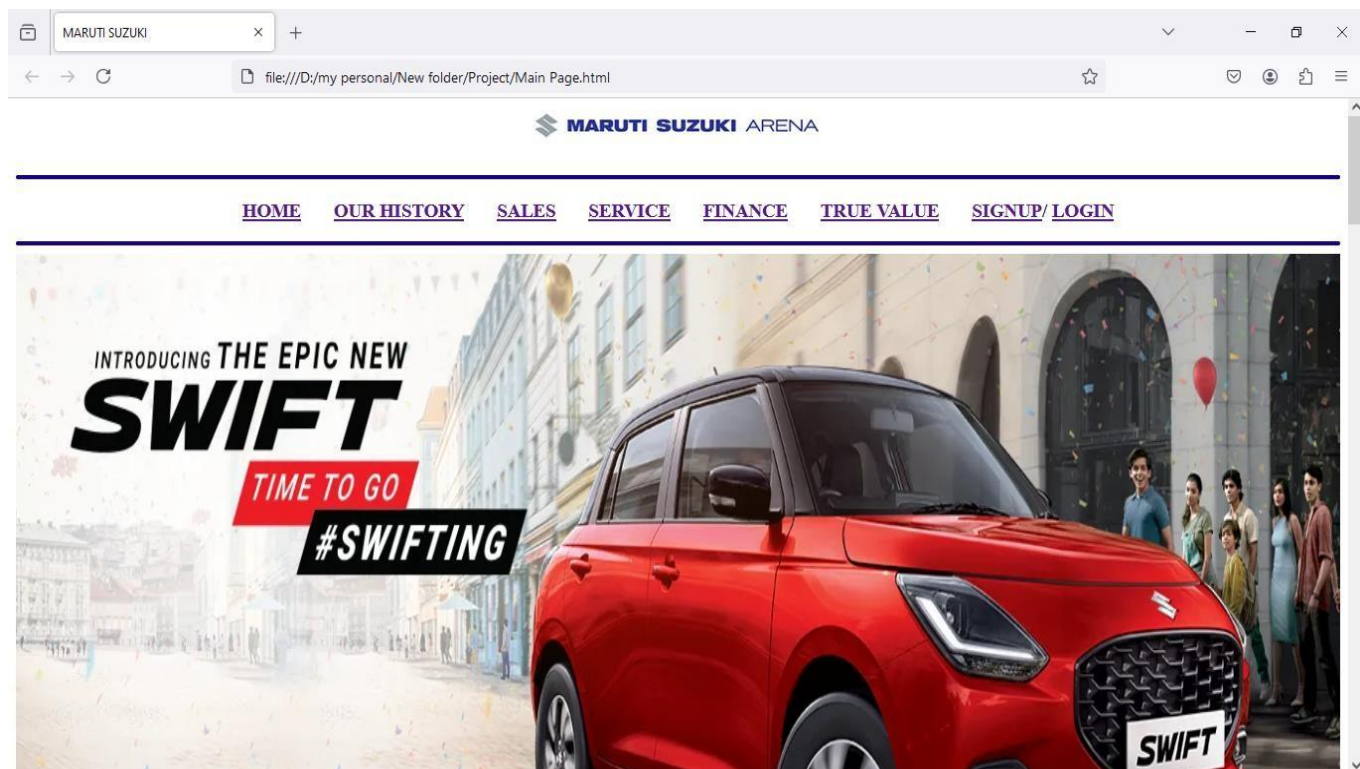 MARUTI SUZUKI
file:///D:/my personal/New folder/Project/Main Page.html
MARUTI SUZUKI ARENA
HOME OUR HISTORY SALES SERVICE FINANCE TRUE VALUE SIGNUP/ LOGIN
INTRODUCING THE EPIC NEW
SWIFT
TIME TO GO
#SWIFTING
SWIFT